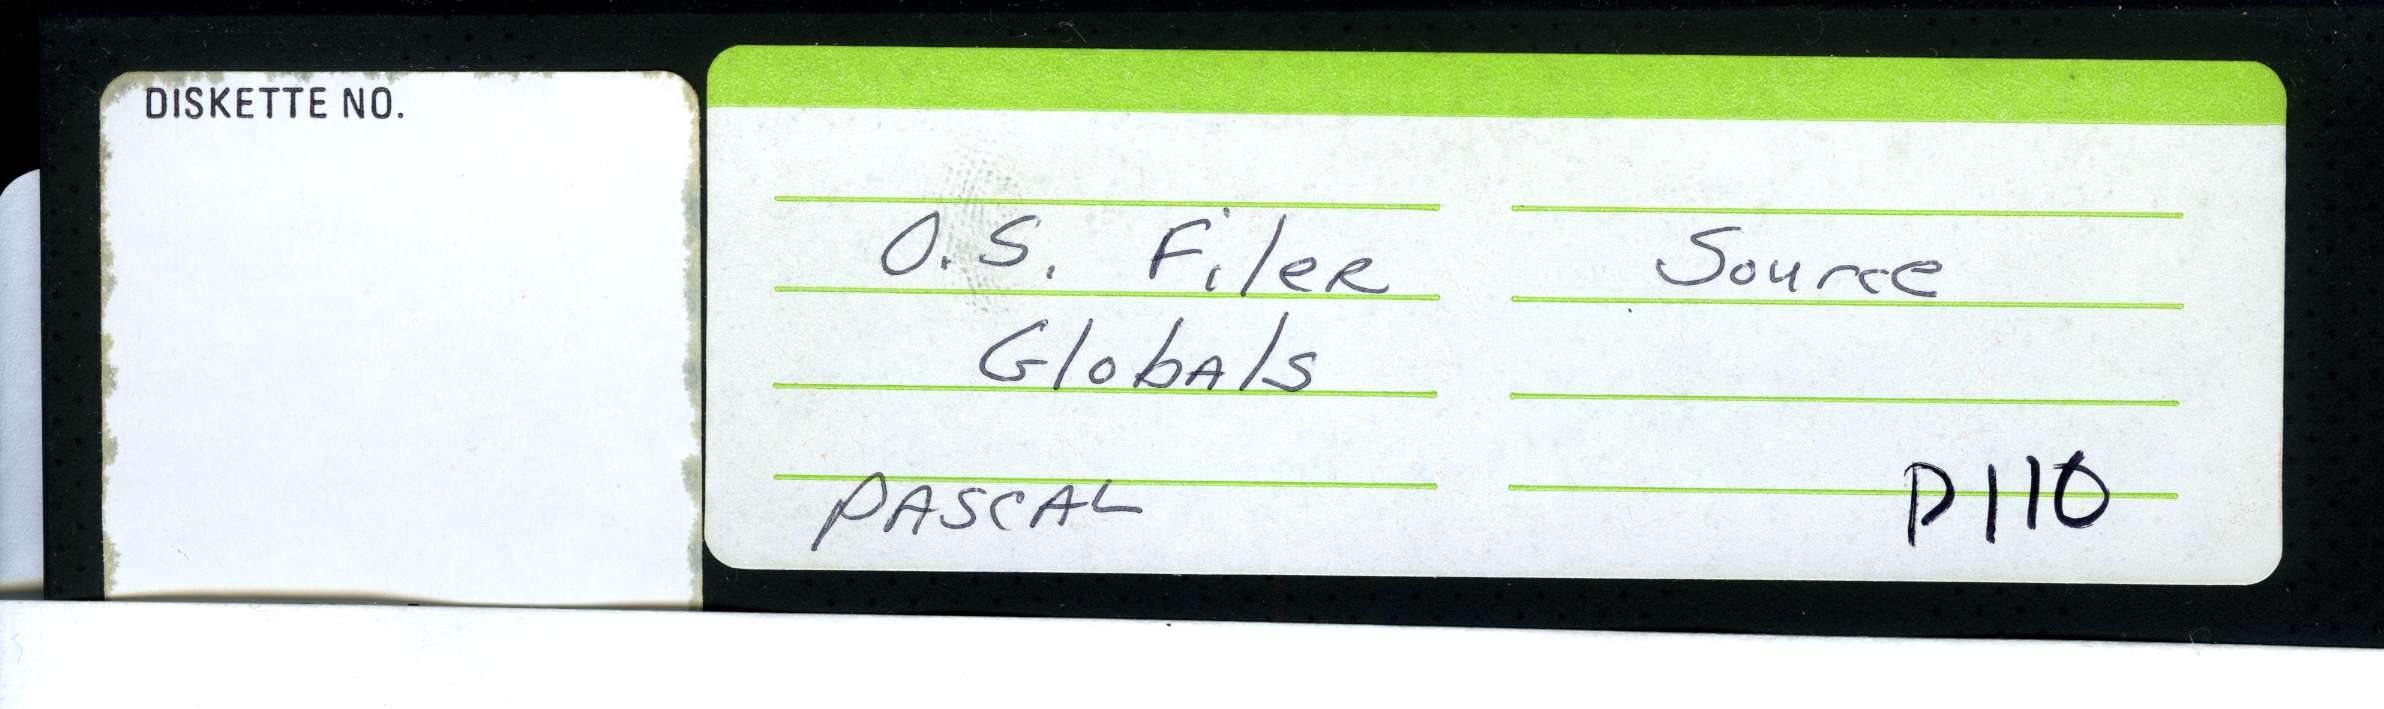 DISKETTE NO.
O.S. Filer Source
Globals
PASCAL P110